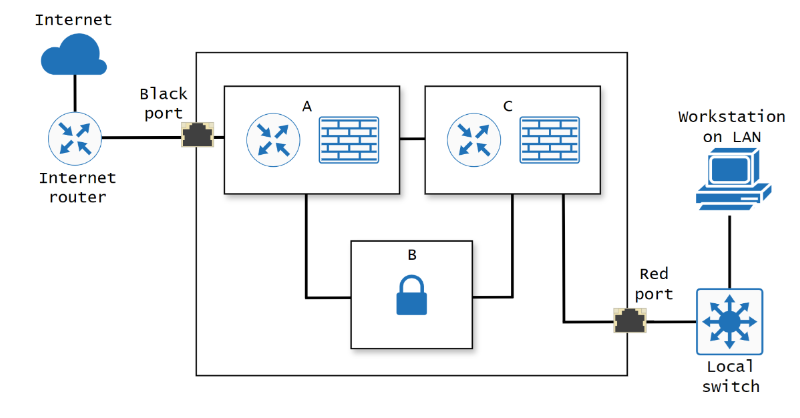 Internet
Black
port
A
C
Workstation
on LAN
Internet
router
B
Red
port
Local
switch